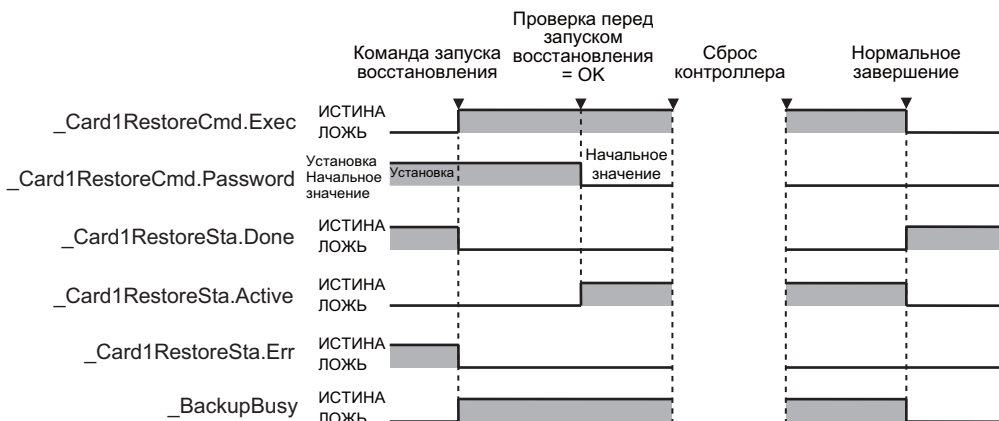 Команда запуска
восстановления
Проверка перед
запуском
восстановления
= OK
Сброс
контроллера
Нормальное
завершение
_Card1RestoreCmd.Exec
ИСТИНА
ЛОЖЬ
_Card1RestoreCmd.Password
Установка
Начальное
значение
Установка
Начальное
значение
_Card1RestoreSta.Done
ИСТИНА
ЛОЖЬ
_Card1RestoreSta.Active
ИСТИНА
ЛОЖЬ
_Card1RestoreSta.Err
ИСТИНА
ЛОЖЬ
_BackupBusy
ИСТИНА
ЛОЖЬ